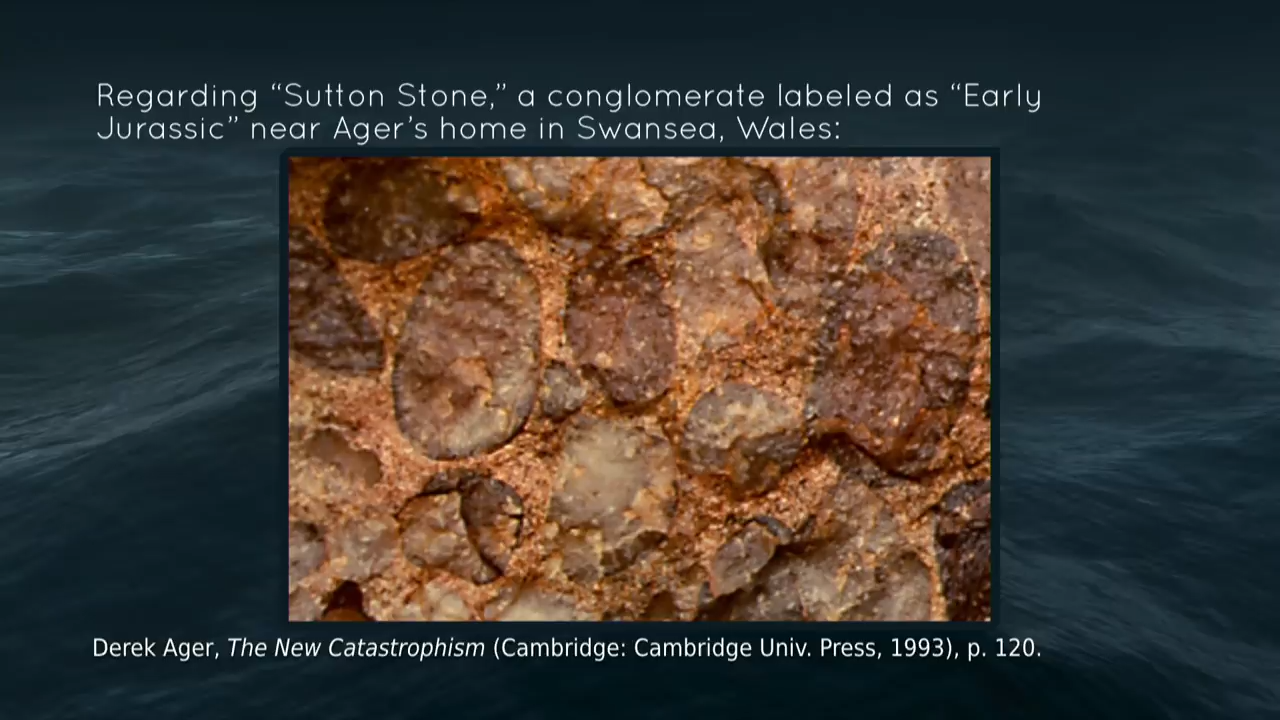 Regarding “Sutton Stone,” a conglomerate labeled as “Early
Jurassic” near Ager’s home in Swansea, Wales:
Derek Ager, The New Catastrophism (Cambridge: Cambridge Univ. Press, 1993), p. 120.